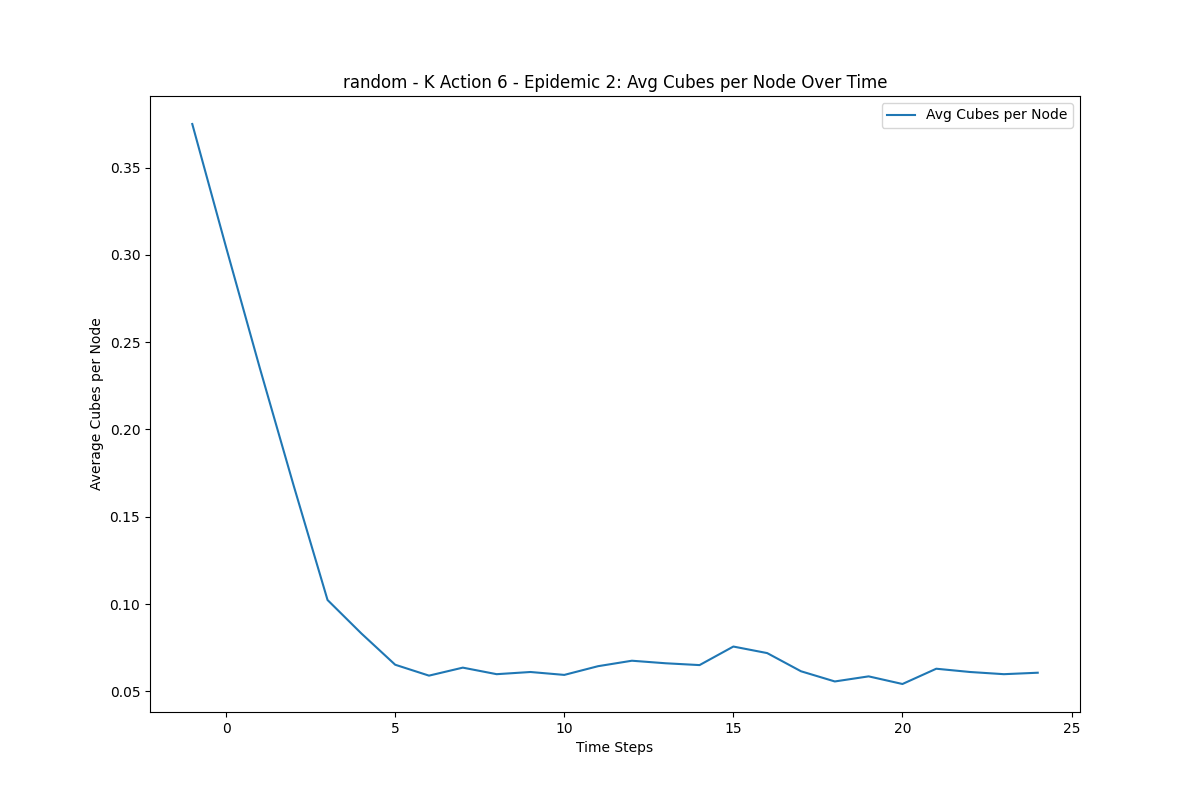 random - K Action 6 - Epidemic 2: Avg Cubes per Node Over Time
Avg Cubes per Node
Average Cubes per Node
0.35
0.30
0.25
0.20
0.15
0.10
0.05
0 5 10 15 20 25
Time Steps